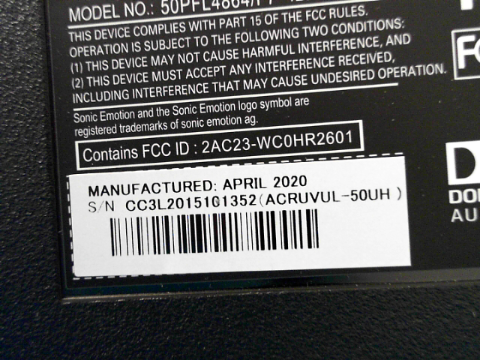 MODEL NO.: 50PFL4864/F7
THIS DEVICE COMPLIES WITH PART 15 OF THE FCC RULES.
OPERATION IS SUBJECT TO THE FOLLOWING TWO CONDITIONS:
(1) THIS DEVICE MAY NOT CAUSE HARMFUL INTERFERENCE, AND
(2) THIS DEVICE MUST ACCEPT ANY INTERFERENCE RECEIVED,
INCLUDING INTERFERENCE THAT MAY CAUSE UNDESIRED OPERATION.
Sonic Emotion and the Sonic Emotion logo symbol are
registered trademarks of sonic emotion ag.
Contains FCC ID : 2AC23-WC0HR2601
MANUFACTURED: APRIL 2020
S/N CC3L20151G1352(ACRUVUL-50UH )